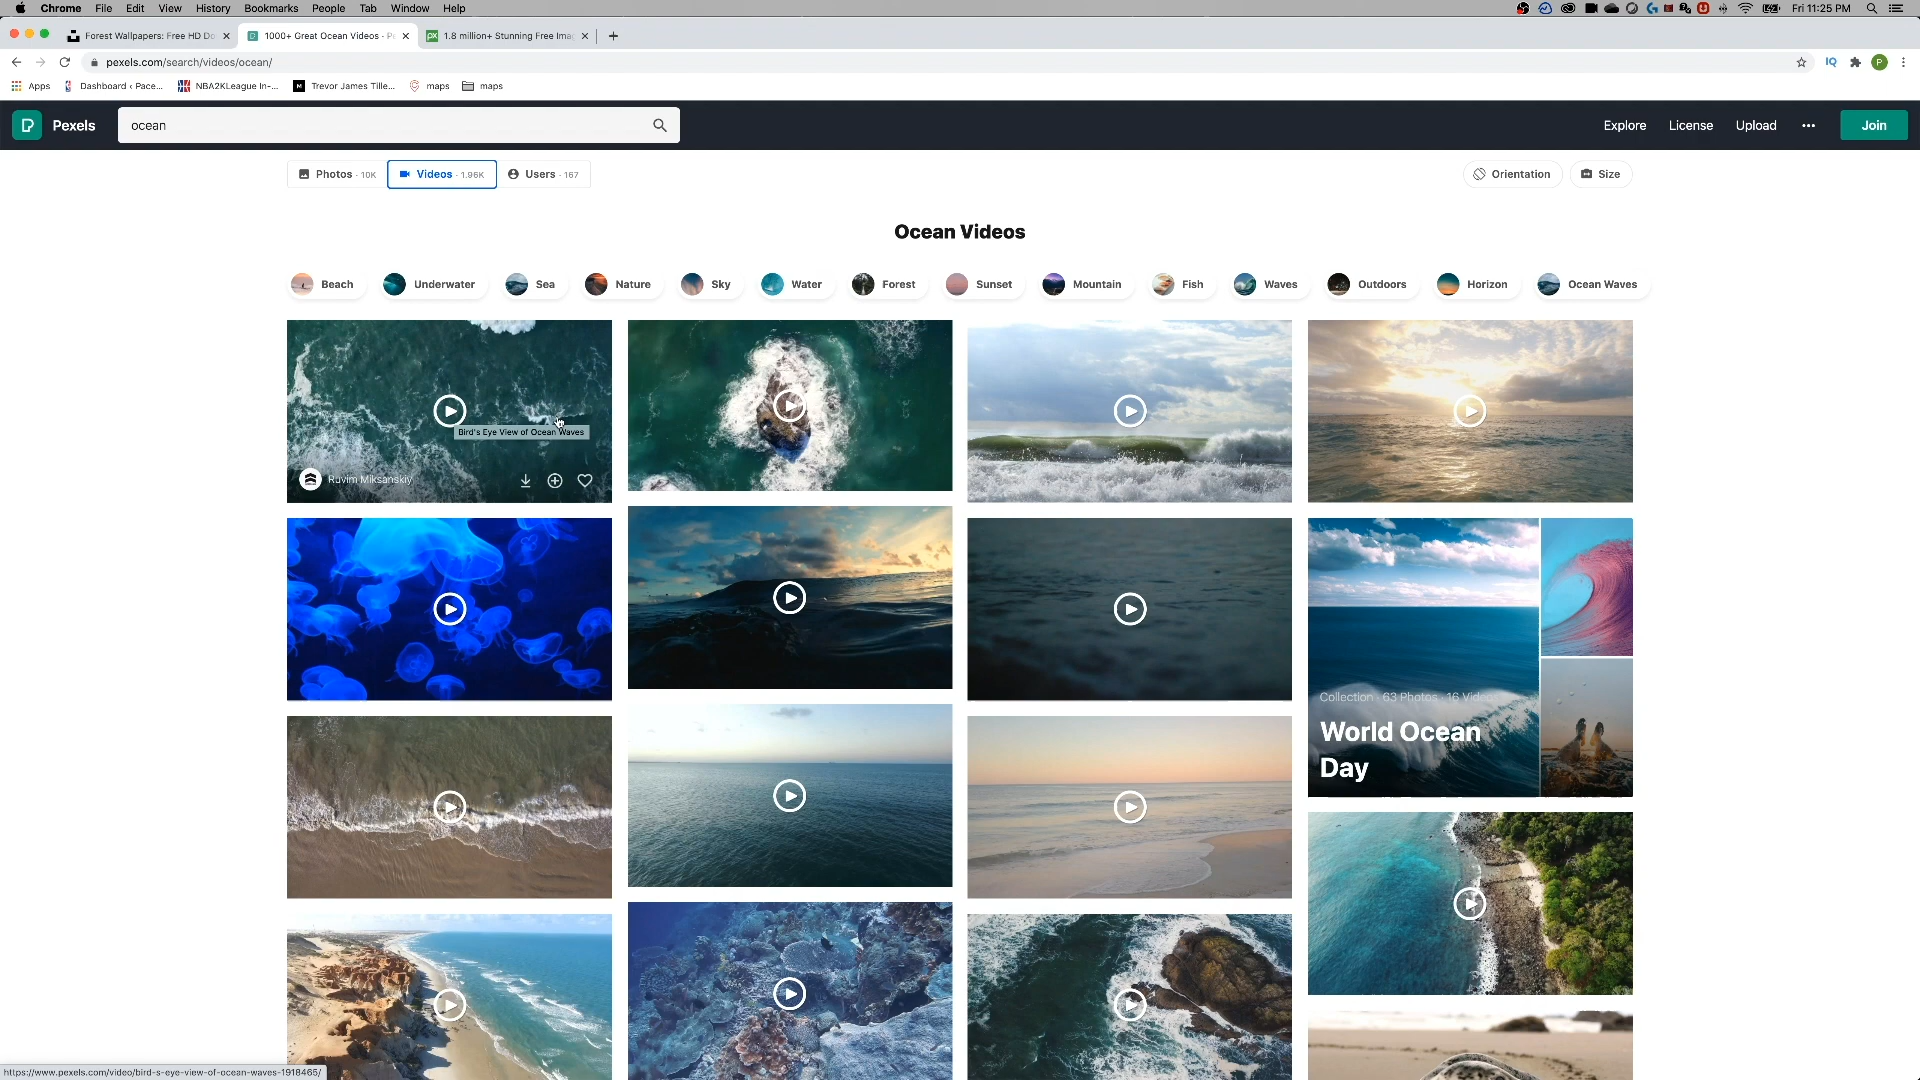 Chrome File Edit View History Bookmarks People Tab Window Help
Fri 11:25 PM
Forest Wallpapers: Free HD Do
1000+ Great Ocean Videos · Pe
1.8 million+ Stunning Free Imag
pexels.com/search/videos/ocean/
IQ
P
Apps Dashboard ‹ Pace... NBA2KLeague In-... Trevor James Tille... maps maps
Pexels
ocean
Explore License Upload ••• Join
Photos · 10K Videos · 1.96K Users · 167
Orientation Size
Ocean Videos
Beach Underwater Sea Nature Sky Water Forest Sunset Mountain Fish Waves Outdoors Horizon Ocean Waves
Bird's Eye View of Ocean Waves
Ruvim Miksanskiy
Collection · 63 Photos · 16 Videos
World Ocean
Day
https://www.pexels.com/video/bird-s-eye-view-of-ocean-waves-1918465/